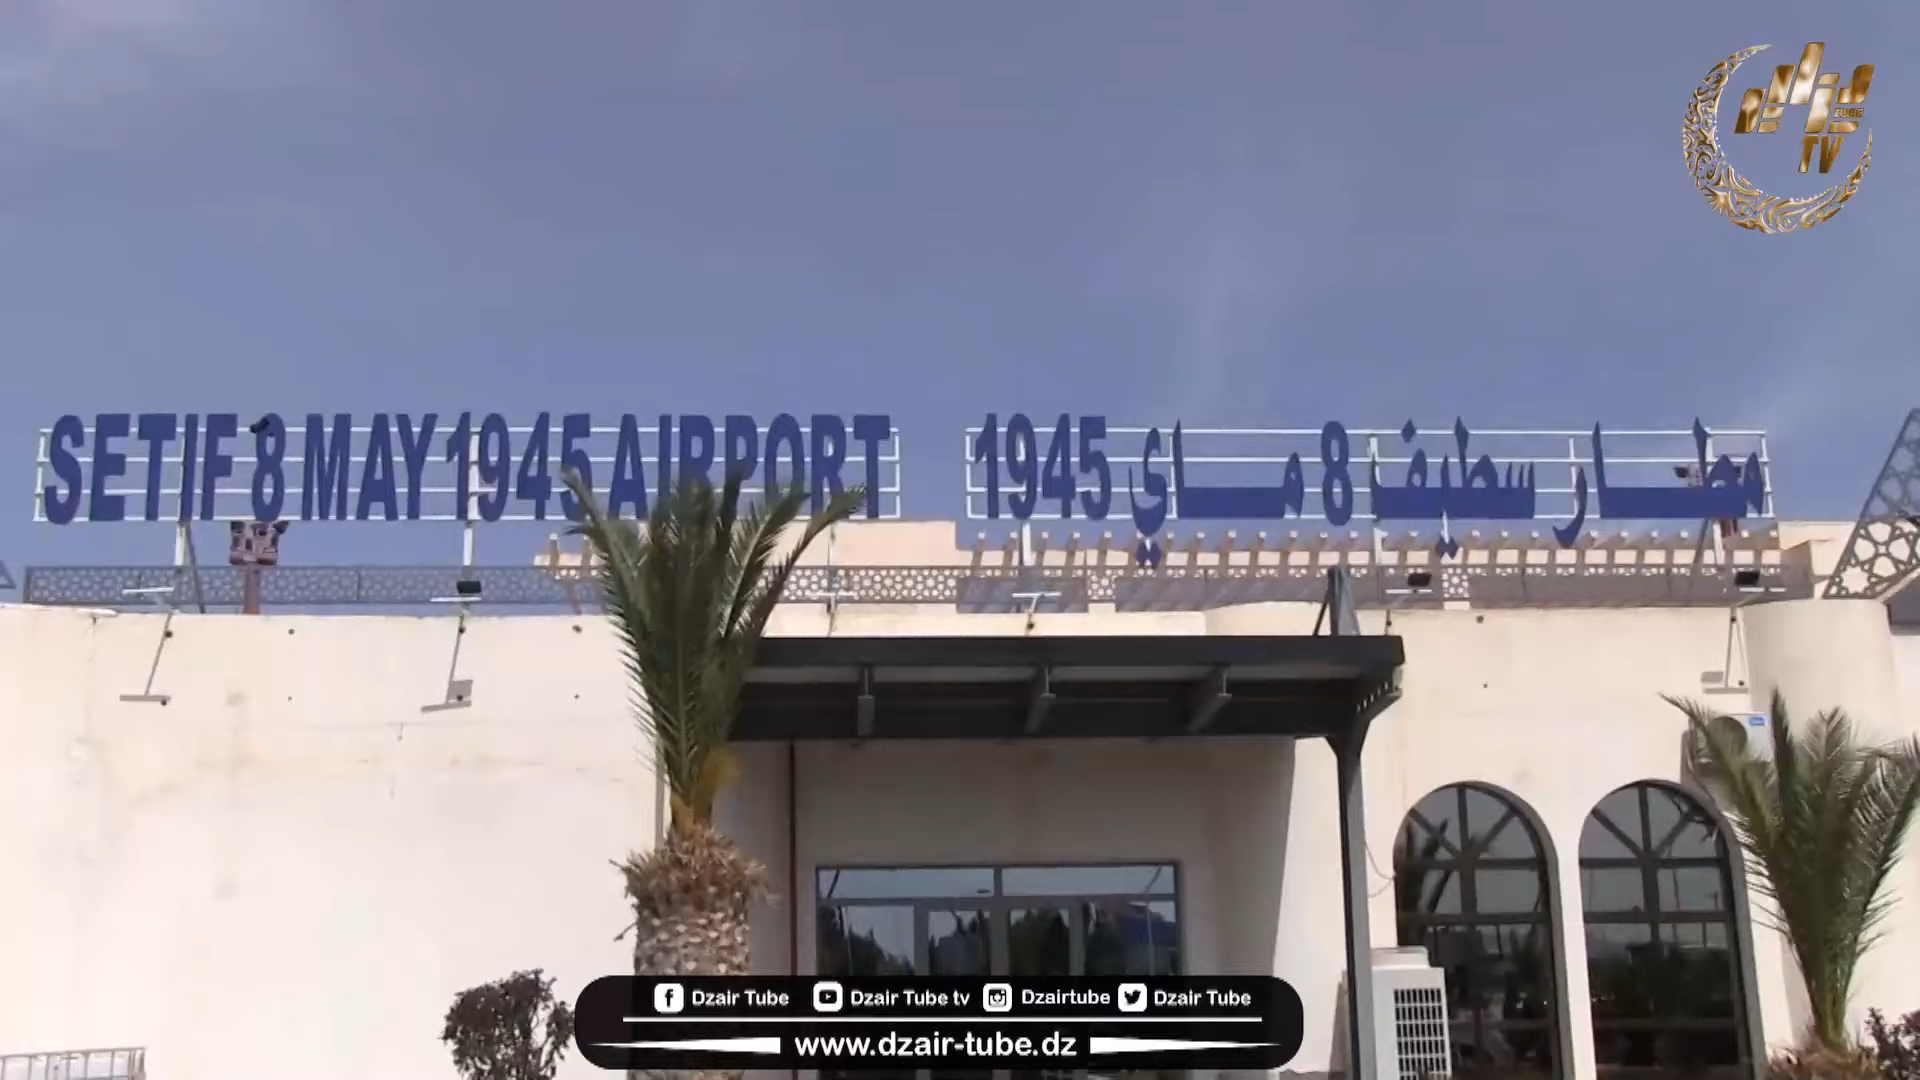 SETIF 8 MAY 1945 AIRPORT
مطار سطيف 8 ماي 1945
TUBE
TV
Dzair Tube Dzair Tube tv Dzairtube Dzair Tube
www.dzair-tube.dz